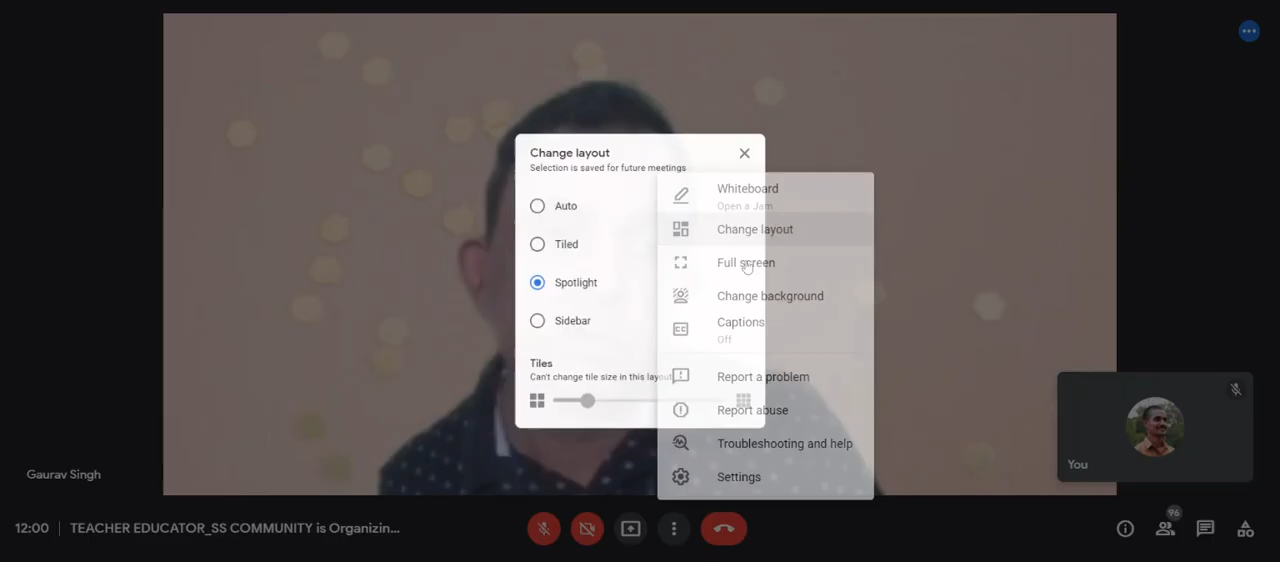 Change layout
Selection is saved for future meetings
Auto
Tiled
Spotlight
Sidebar
Tiles
Can't change tile size in this layout
Whiteboard
Open a Jam
Change layout
Full screen
Change background
Captions
Off
Report a problem
Report abuse
Troubleshooting and help
Settings
Gaurav Singh
You
12:00 | TEACHER EDUCATOR_SS COMMUNITY is Organizin...
96